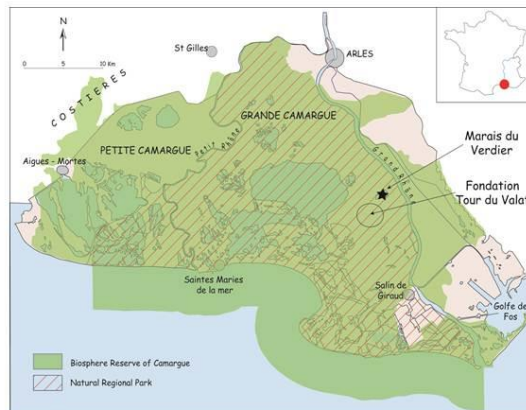 N
0
5
10 km
St Gilles
ARLES
COSTIERES
GRANDE CAMARGUE
Petit Rhône
PETITE CAMARGUE
Grand Rhône
Marais du
Verdier
Aigues - Mortes
Fondation
Tour du Valat
Saintes Maries
de la mer
Salin de
Giraud
Golfe de
Fos
Biosphere Reserve of Camargue
Natural Regional Park